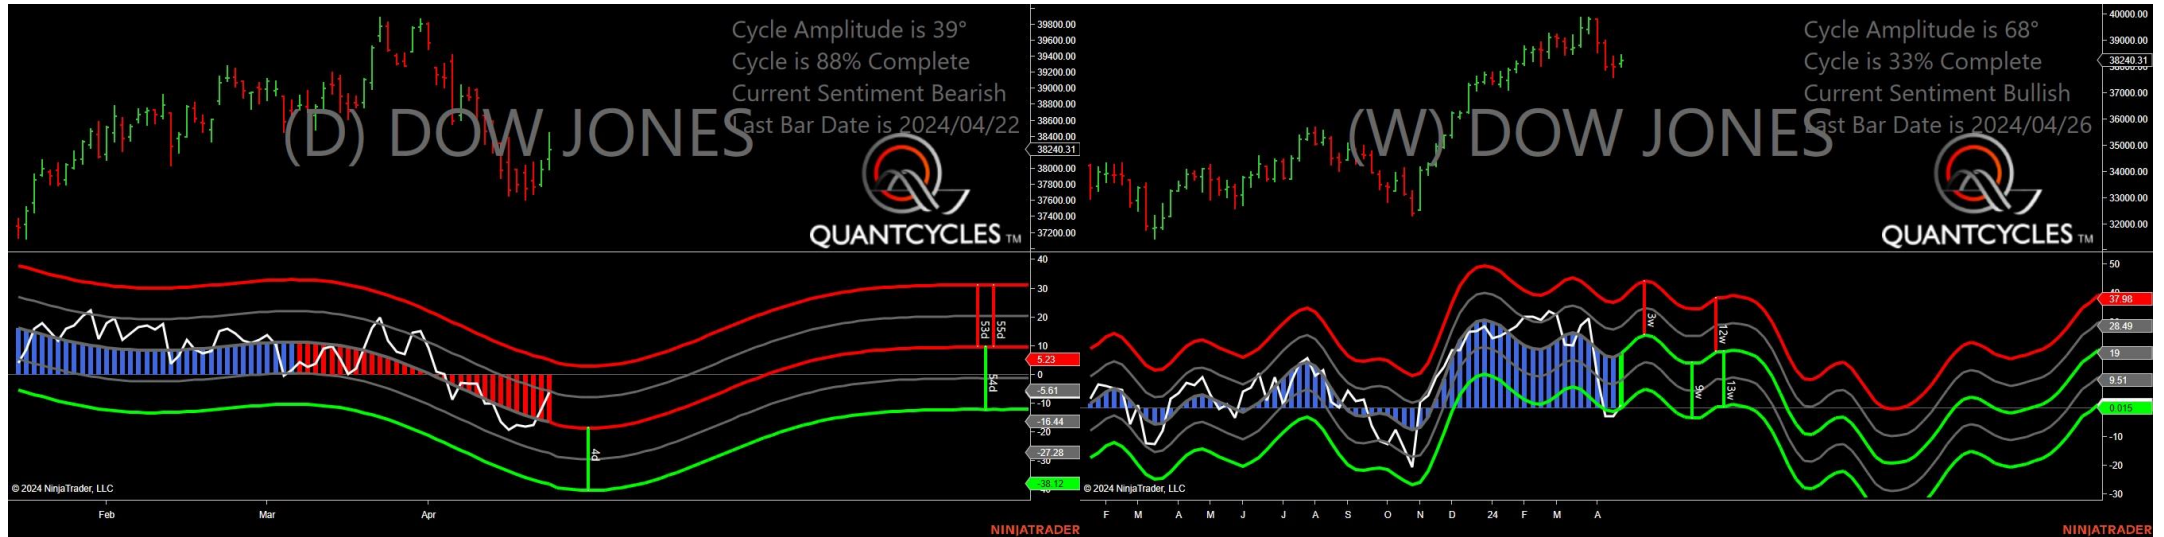 Cycle Amplitude is 39°
Cycle is 88% Complete
Current Sentiment Bearish
Last Bar Date is 2024/04/22
(D) DOW JONES
QUANTCYCLES TM
39800.00
39600.00
39400.00
39200.00
39000.00
38800.00
38600.00
38400.00
38240.31
38000.00
37800.00
37600.00
37400.00
37200.00
40
30
20
10
5.23
0
-5.61
-10
-16.44
-20
-27.28
-30
-38.12
53d
55d
54d
4d
© 2024 NinjaTrader, LLC
Feb Mar Apr
NINJATRADER
Cycle Amplitude is 68°
Cycle is 33% Complete
Current Sentiment Bullish
Last Bar Date is 2024/04/26
(W) DOW JONES
QUANTCYCLES TM
40000.00
39000.00
38240.31
37000.00
36000.00
35000.00
34000.00
33000.00
32000.00
50
37.98
28.49
19
9.51
0.015
-10
-20
-30
3w
12w
9w
13w
© 2024 NinjaTrader, LLC
F M A M J J A S O N D 24 F M A
NINJATRADER